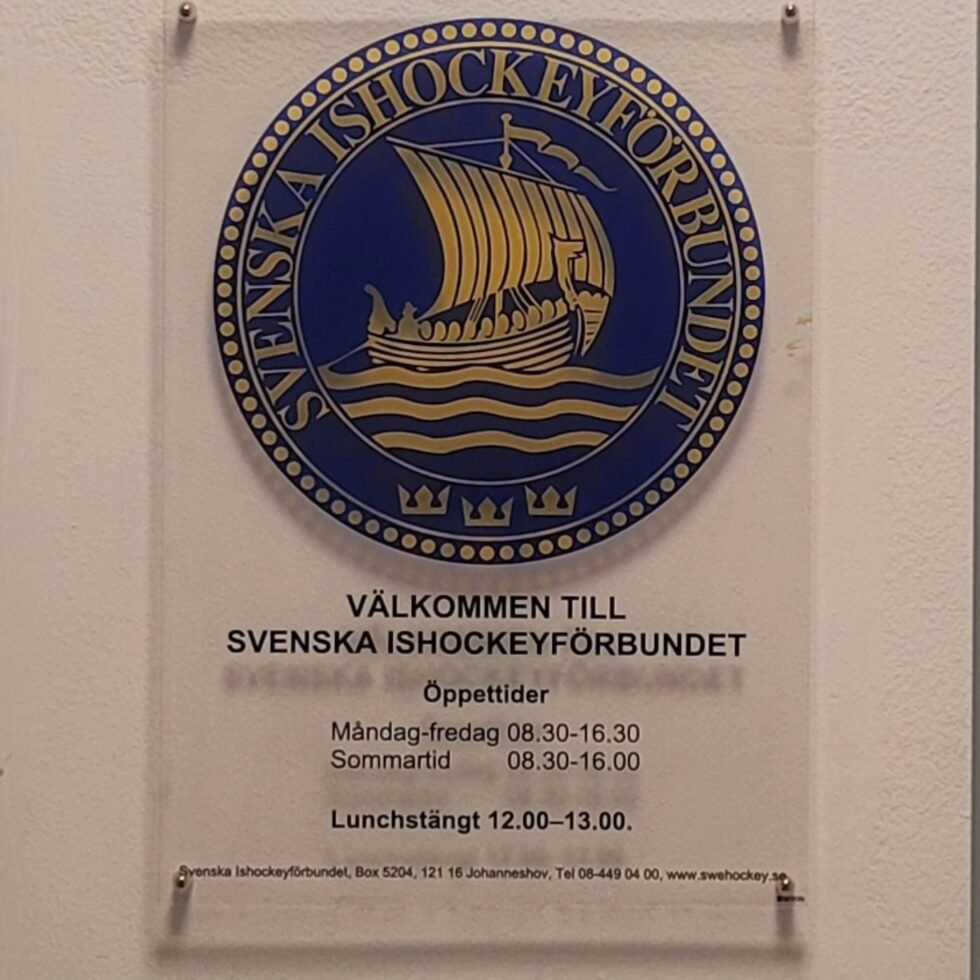 SVENSKA ISHOCKEYFÖRBUNDET
VÄLKOMMEN TILL
SVENSKA ISHOCKEYFÖRBUNDET
Öppettider
Måndag-fredag 08.30-16.30
Sommartid 08.30-16.00
Lunchstängt 12.00–13.00.
Svenska Ishockeyförbundet, Box 5204, 121 16 Johanneshov, Tel 08-449 04 00, www.swehockey.se